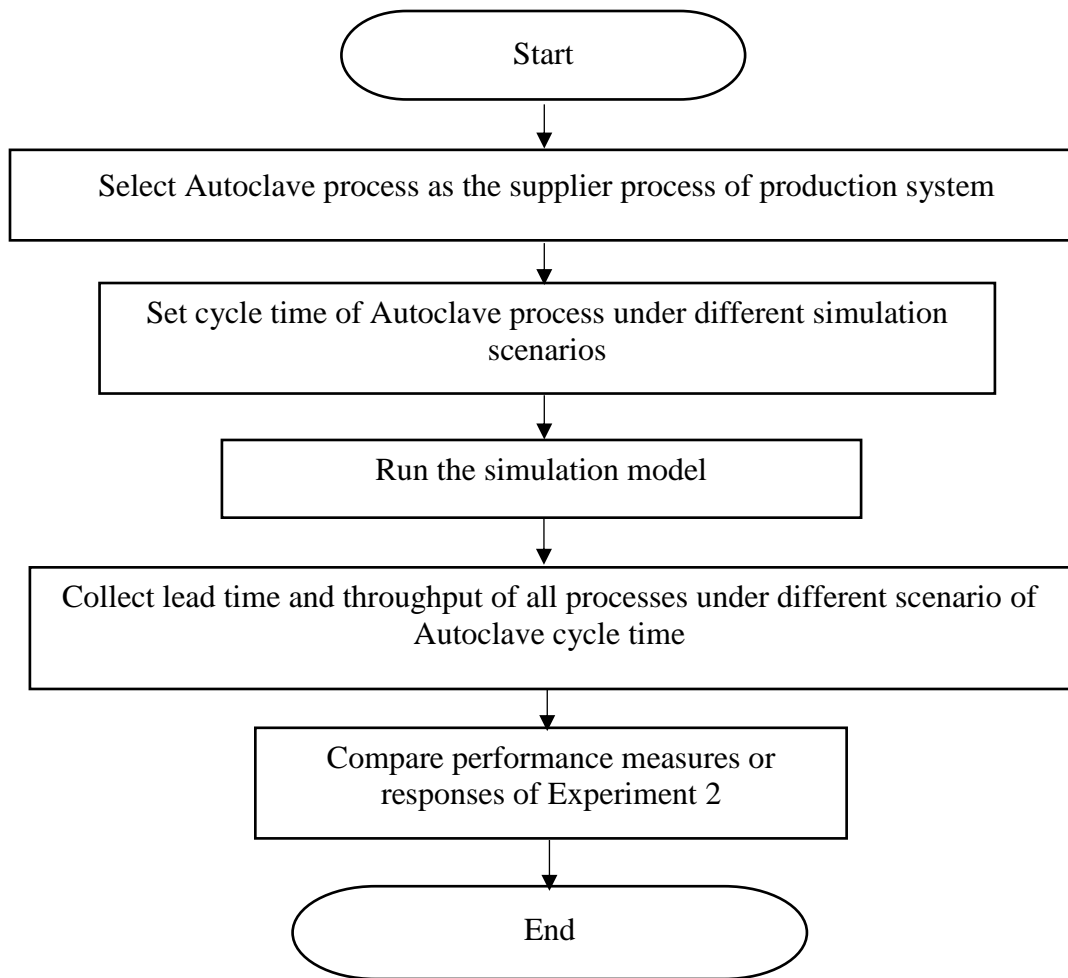 Start
Select Autoclave process as the supplier process of production system
Set cycle time of Autoclave process under different simulation
scenarios
Run the simulation model
Collect lead time and throughput of all processes under different scenario of
Autoclave cycle time
Compare performance measures or
responses of Experiment 2
End